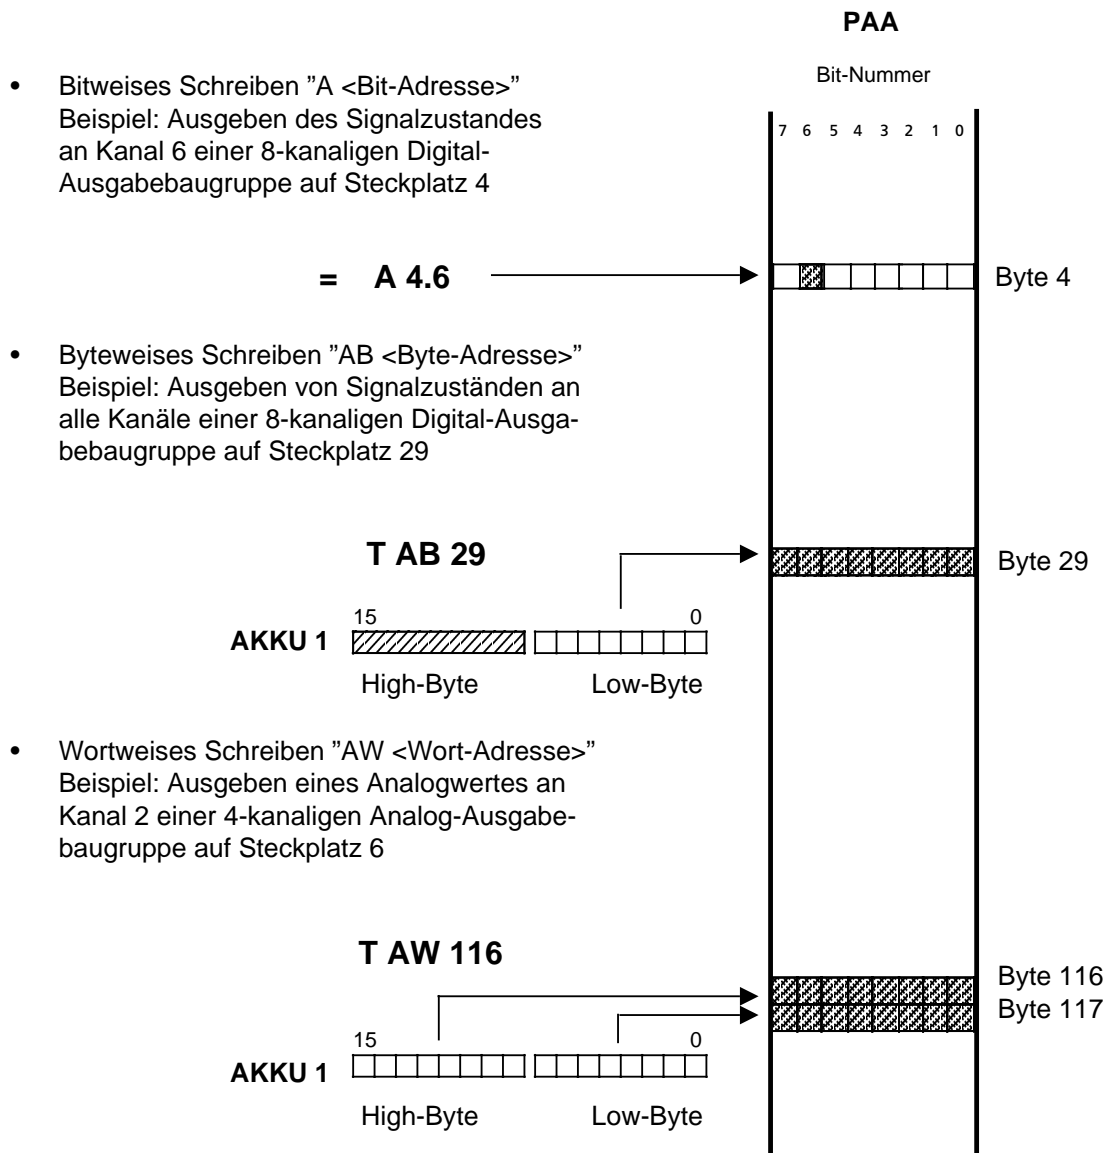 PAA
Bit-Nummer
7 6 5 4 3 2 1 0
• Bitweises Schreiben ”A <Bit-Adresse>”
Beispiel: Ausgeben des Signalzustandes
an Kanal 6 einer 8-kanaligen Digital-
Ausgabebaugruppe auf Steckplatz 4
= A 4.6
Byte 4
• Byteweises Schreiben ”AB <Byte-Adresse>”
Beispiel: Ausgeben von Signalzuständen an
alle Kanäle einer 8-kanaligen Digital-Ausga-
bebaugruppe auf Steckplatz 29
T AB 29
Byte 29
15 0
AKKU 1
High-Byte Low-Byte
• Wortweises Schreiben ”AW <Wort-Adresse>”
Beispiel: Ausgeben eines Analogwertes an
Kanal 2 einer 4-kanaligen Analog-Ausgabe-
baugruppe auf Steckplatz 6
T AW 116
Byte 116
Byte 117
15 0
AKKU 1
High-Byte Low-Byte